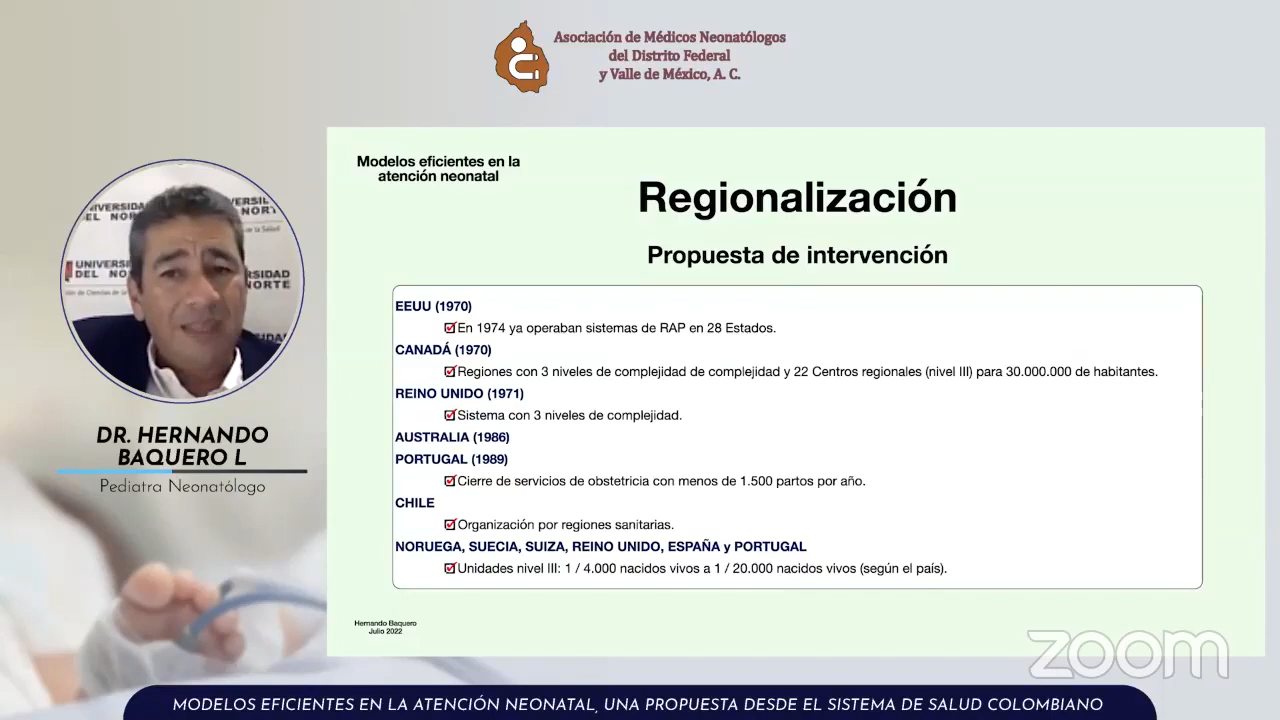 Asociación de Médicos Neonatólogos
del Distrito Federal
y Valle de México, A. C.
Modelos eficientes en la
atención neonatal
Regionalización
Propuesta de intervención
EEUU (1970)
En 1974 ya operaban sistemas de RAP en 28 Estados.
CANADÁ (1970)
Regiones con 3 niveles de complejidad de complejidad y 22 Centros regionales (nivel III) para 30.000.000 de habitantes.
REINO UNIDO (1971)
Sistema con 3 niveles de complejidad.
AUSTRALIA (1986)
PORTUGAL (1989)
Cierre de servicios de obstetricia con menos de 1.500 partos por año.
CHILE
Organización por regiones sanitarias.
NORUEGA, SUECIA, SUIZA, REINO UNIDO, ESPAÑA y PORTUGAL
Unidades nivel III: 1 / 4.000 nacidos vivos a 1 / 20.000 nacidos vivos (según el país).
Hernando Baquero
Julio 2022
UNIVERSIDAD
DEL NORTE
DR. HERNANDO
BAQUERO L
Pediatra Neonatólogo
zoom
MODELOS EFICIENTES EN LA ATENCIÓN NEONATAL, UNA PROPUESTA DESDE EL SISTEMA DE SALUD COLOMBIANO